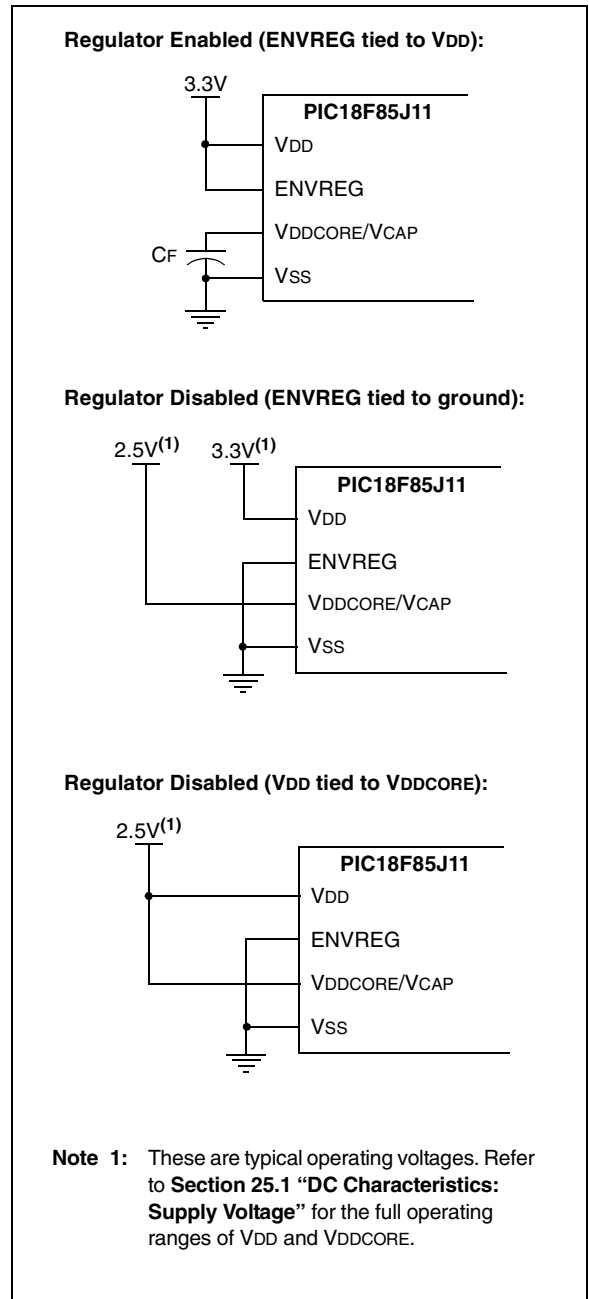 Regulator Enabled (ENVREG tied to VDD):
3.3V
PIC18F85J11
VDD
ENVREG
VDDCORE/VCAP
CF
VSS
Regulator Disabled (ENVREG tied to ground):
2.5V(1) 3.3V(1)
PIC18F85J11
VDD
ENVREG
VDDCORE/VCAP
VSS
Regulator Disabled (VDD tied to VDDCORE):
2.5V(1)
PIC18F85J11
VDD
ENVREG
VDDCORE/VCAP
VSS
Note 1: These are typical operating voltages. Refer
to Section 25.1 “DC Characteristics:
Supply Voltage” for the full operating
ranges of VDD and VDDCORE.